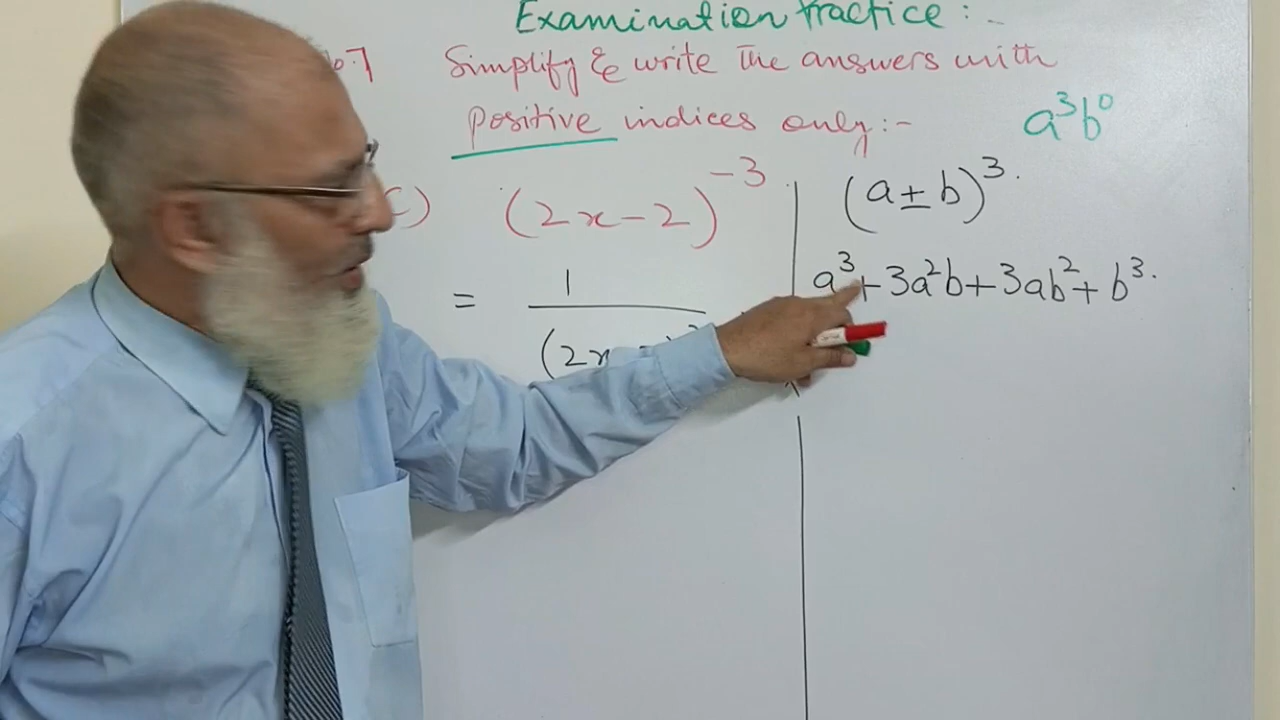 Examination Practice :-
Simplify & write The answers with
positive indices only:-
a³b⁰
c) (2x-2)⁻³
(a±b)³.
= 1
(2x
a³+3a²b+3ab²+b³.